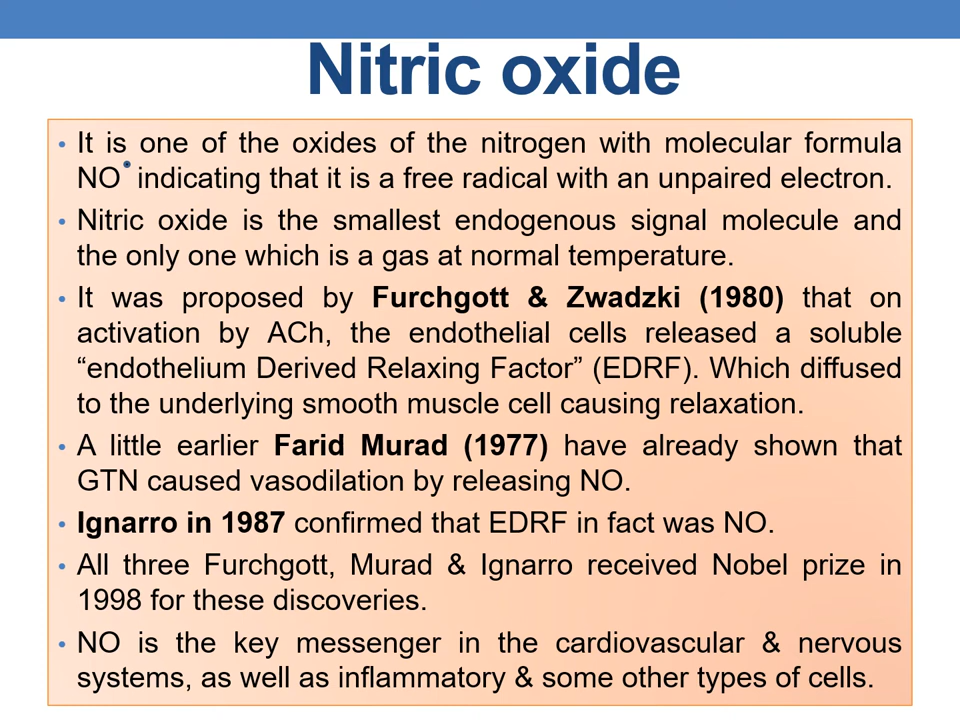 Nitric oxide
• It is one of the oxides of the nitrogen with molecular formula
NO• indicating that it is a free radical with an unpaired electron.
• Nitric oxide is the smallest endogenous signal molecule and
the only one which is a gas at normal temperature.
• It was proposed by Furchgott & Zwadzki (1980) that on
activation by ACh, the endothelial cells released a soluble
“endothelium Derived Relaxing Factor” (EDRF). Which diffused
to the underlying smooth muscle cell causing relaxation.
• A little earlier Farid Murad (1977) have already shown that
GTN caused vasodilation by releasing NO.
• Ignarro in 1987 confirmed that EDRF in fact was NO.
• All three Furchgott, Murad & Ignarro received Nobel prize in
1998 for these discoveries.
• NO is the key messenger in the cardiovascular & nervous
systems, as well as inflammatory & some other types of cells.